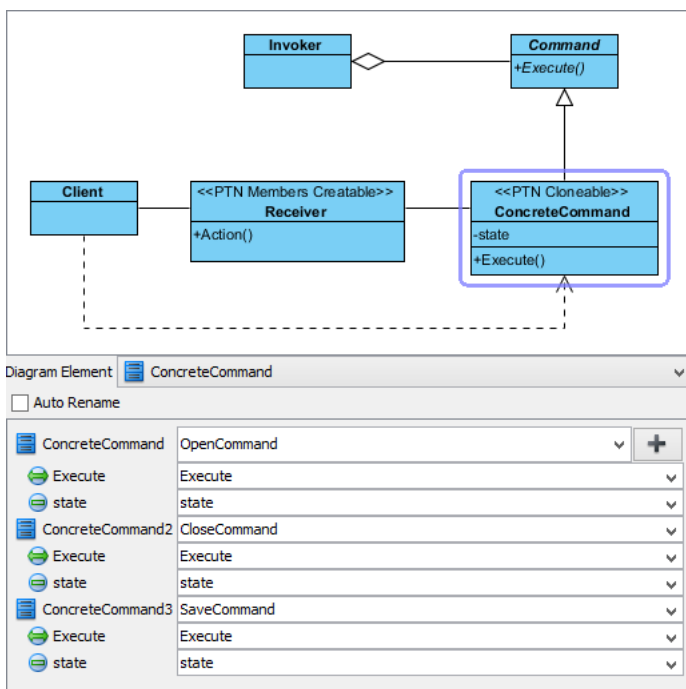 Invoker
Command
+Execute()
Client
<<PTN Members Creatable>>
Receiver
+Action()
<<PTN Cloneable>>
ConcreteCommand
-state
+Execute()
Diagram Element ConcreteCommand
Auto Rename
ConcreteCommand OpenCommand
Execute Execute
state state
ConcreteCommand2 CloseCommand
Execute Execute
state state
ConcreteCommand3 SaveCommand
Execute Execute
state state